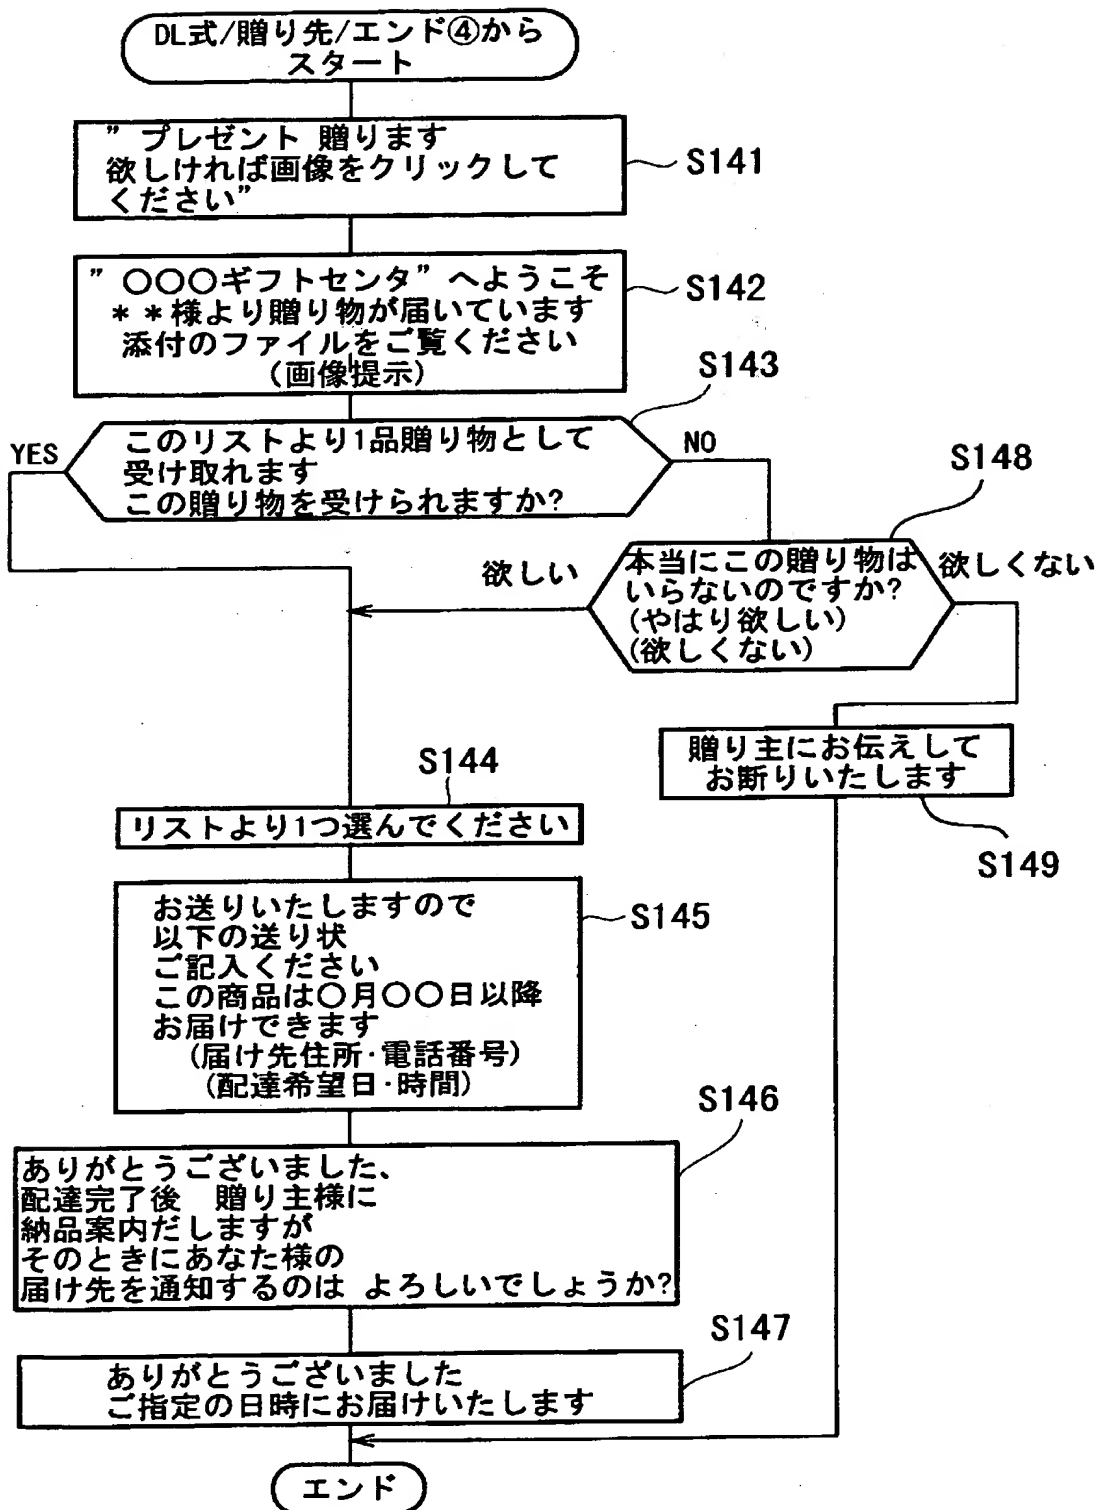 DL式/贈り先/エンド④から
スタート
” プレゼント 贈ります
欲しければ画像をクリックして
ください”
S141
” 〇〇〇ギフトセンタ” へようこそ
＊＊様より贈り物が届いています
添付のファイルをご覧ください
(画像提示)
S142
S143
このリストより1品贈り物として
受け取れます
この贈り物を受けられますか?
YES
NO
S148
本当にこの贈り物は
いらないのですか?
(やはり欲しい)
(欲しくない)
欲しい
欲しくない
贈り主にお伝えして
お断りいたします
S149
S144
リストより1つ選んでください
お送りいたしますので
以下の送り状
ご記入ください
この商品は〇月〇〇日以降
お届けできます
(届け先住所・電話番号)
(配達希望日・時間)
S145
S146
ありがとうございました、
配達完了後 贈り主様に
納品案内だしますが
そのときにあなた様の
届け先を通知するのは よろしいでしょうか?
S147
ありがとうございました
ご指定の日時にお届けいたします
エンド